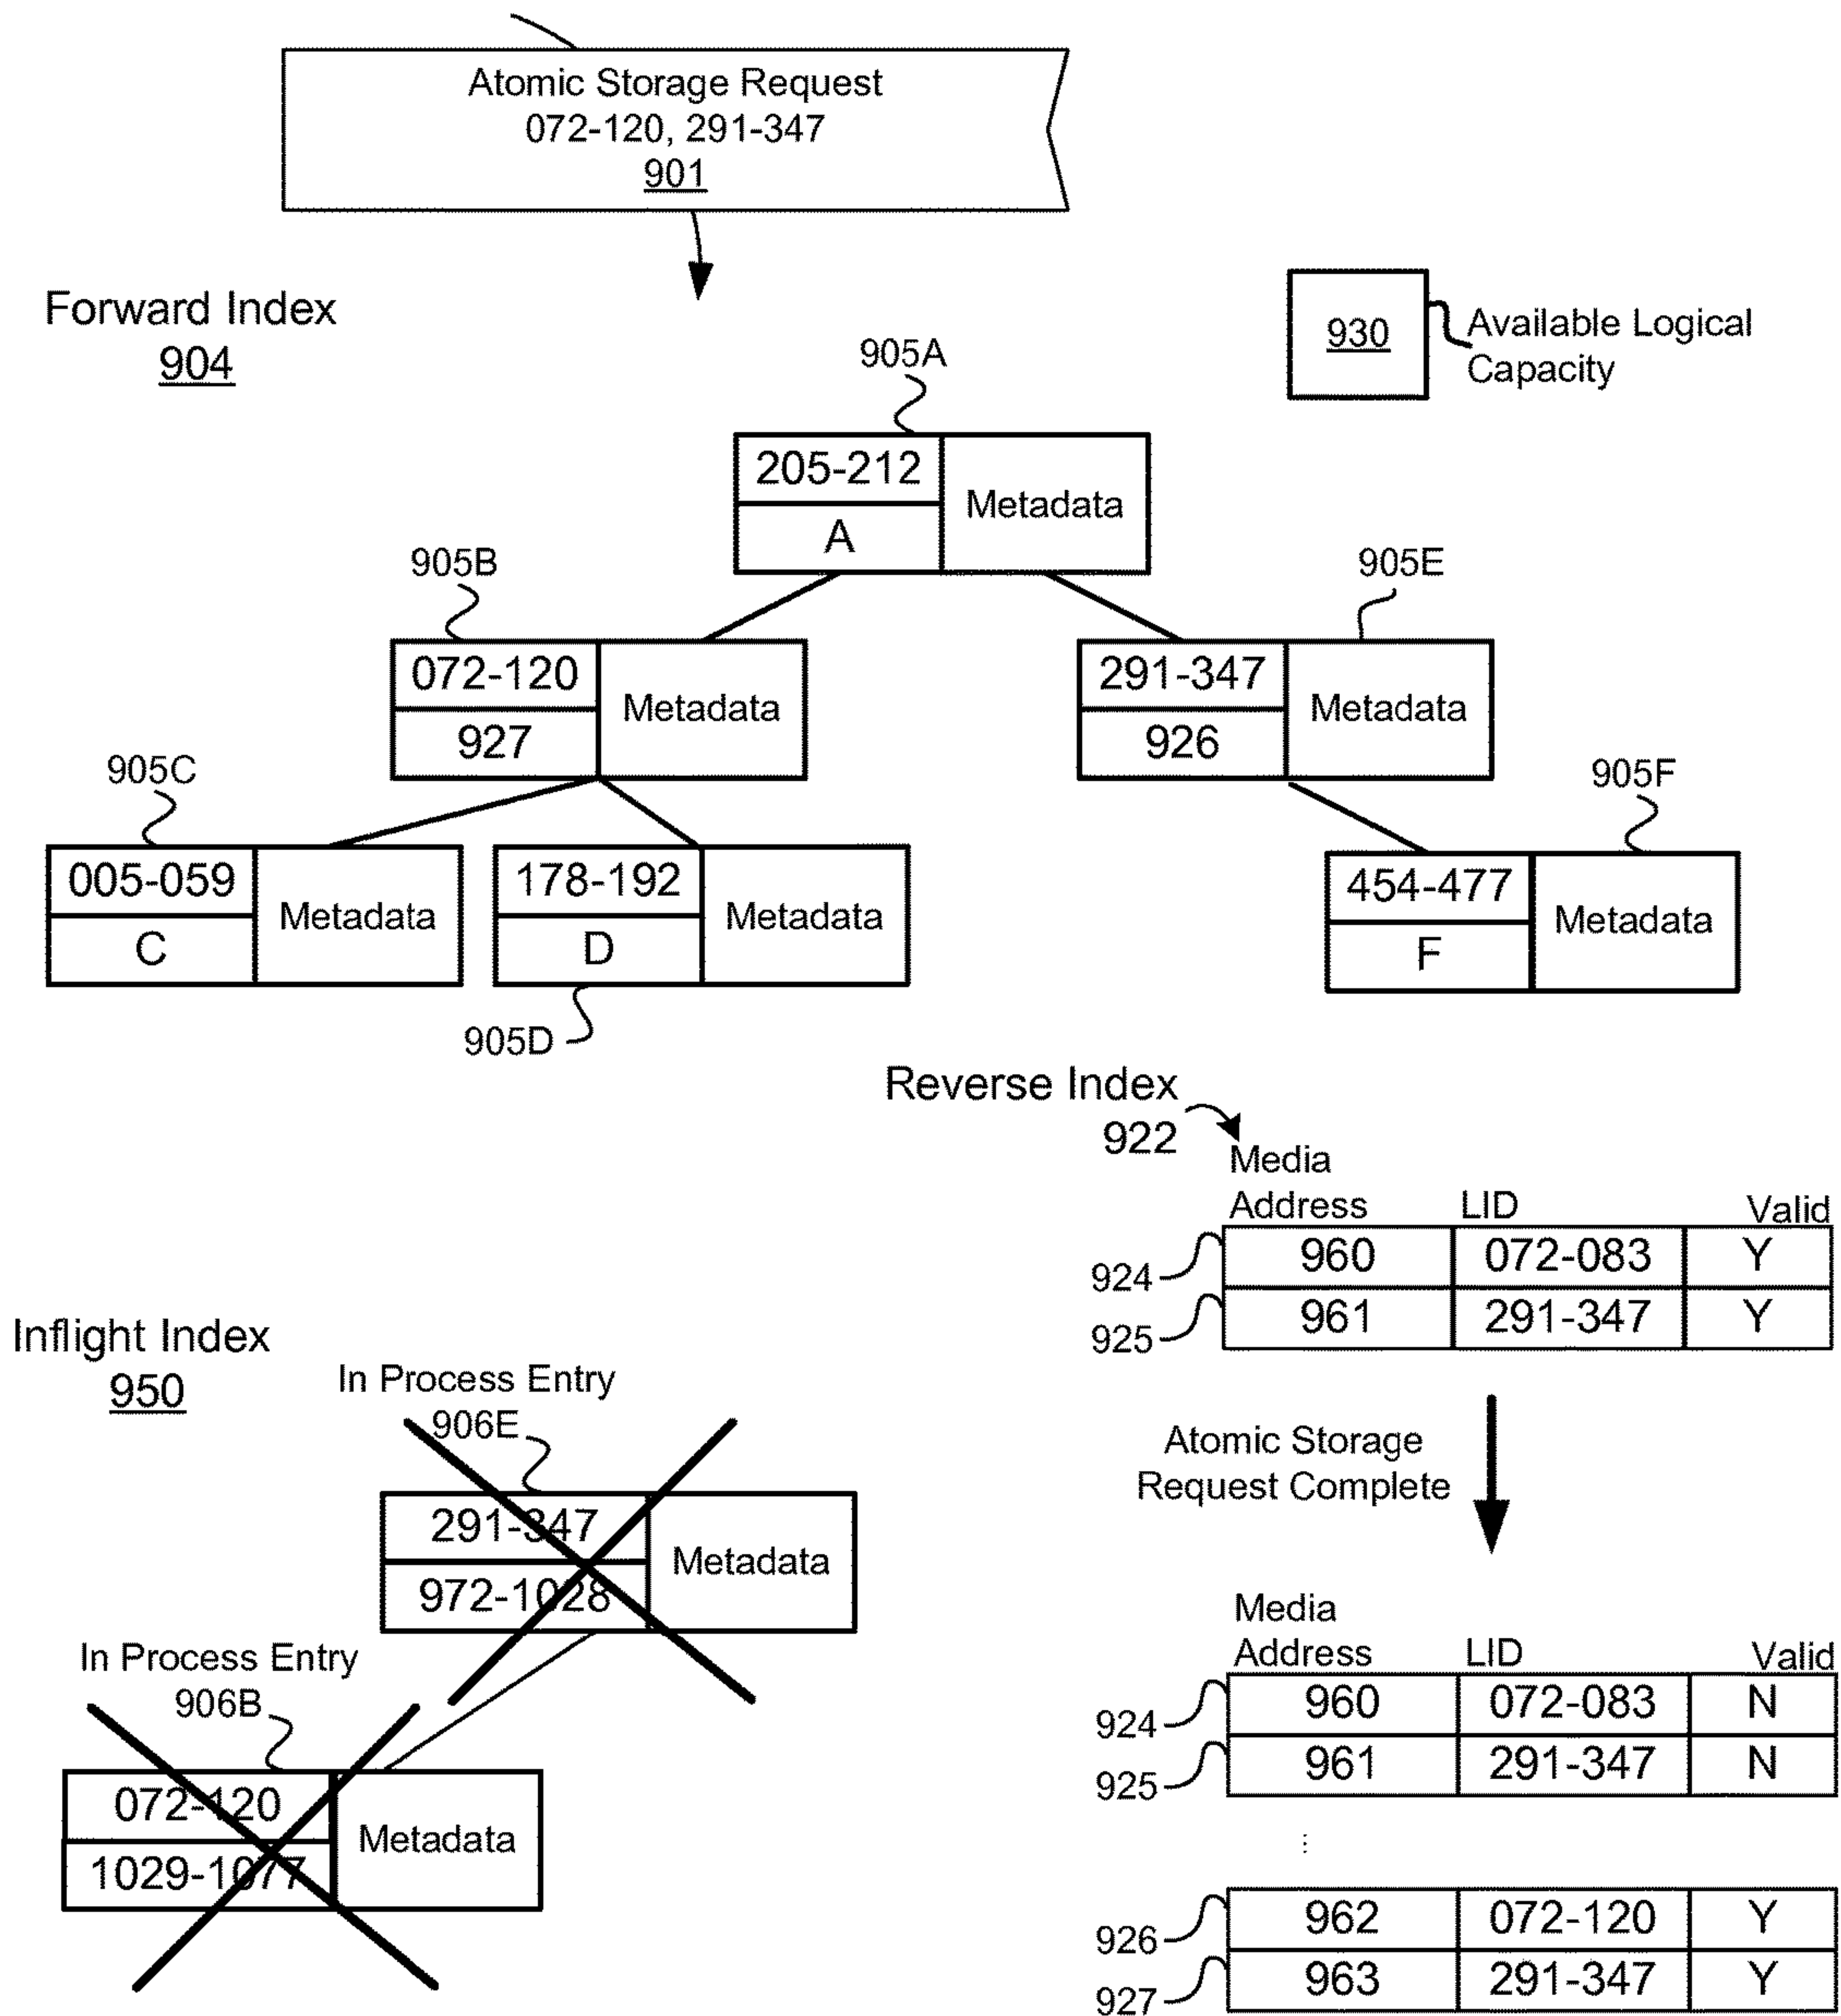 Atomic Storage Request
072-120, 291-347
901
Forward Index
904
930
Available Logical
Capacity
905A
205-212
Metadata
A
905B
905E
072-120
Metadata
927
291-347
Metadata
926
905C
905F
005-059
Metadata
C
178-192
Metadata
D
454-477
Metadata
F
905D
Reverse Index
922
Media
Address
LID
Valid
924
960
072-083
Y
925
961
291-347
Y
Inflight Index
950
In Process Entry
906E
291-347
Metadata
972-1028
Atomic Storage
Request Complete
In Process Entry
906B
072-120
Metadata
1029-1077
Media
Address
LID
Valid
924
960
072-083
N
925
961
291-347
N
...
926
962
072-120
Y
927
963
291-347
Y